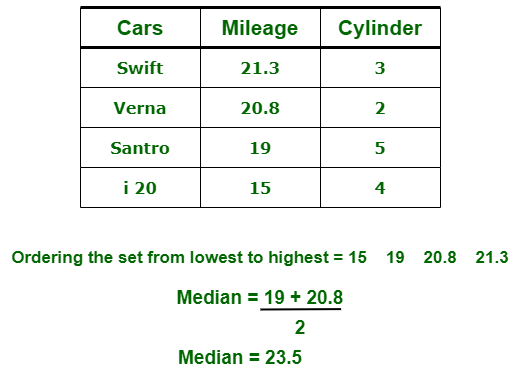 Cars Mileage Cylinder
Swift 21.3 3
Verna 20.8 2
Santro 19 5
i 20 15 4
Ordering the set from lowest to highest = 15 19 20.8 21.3
Median = 19 + 20.8
2
Median = 23.5